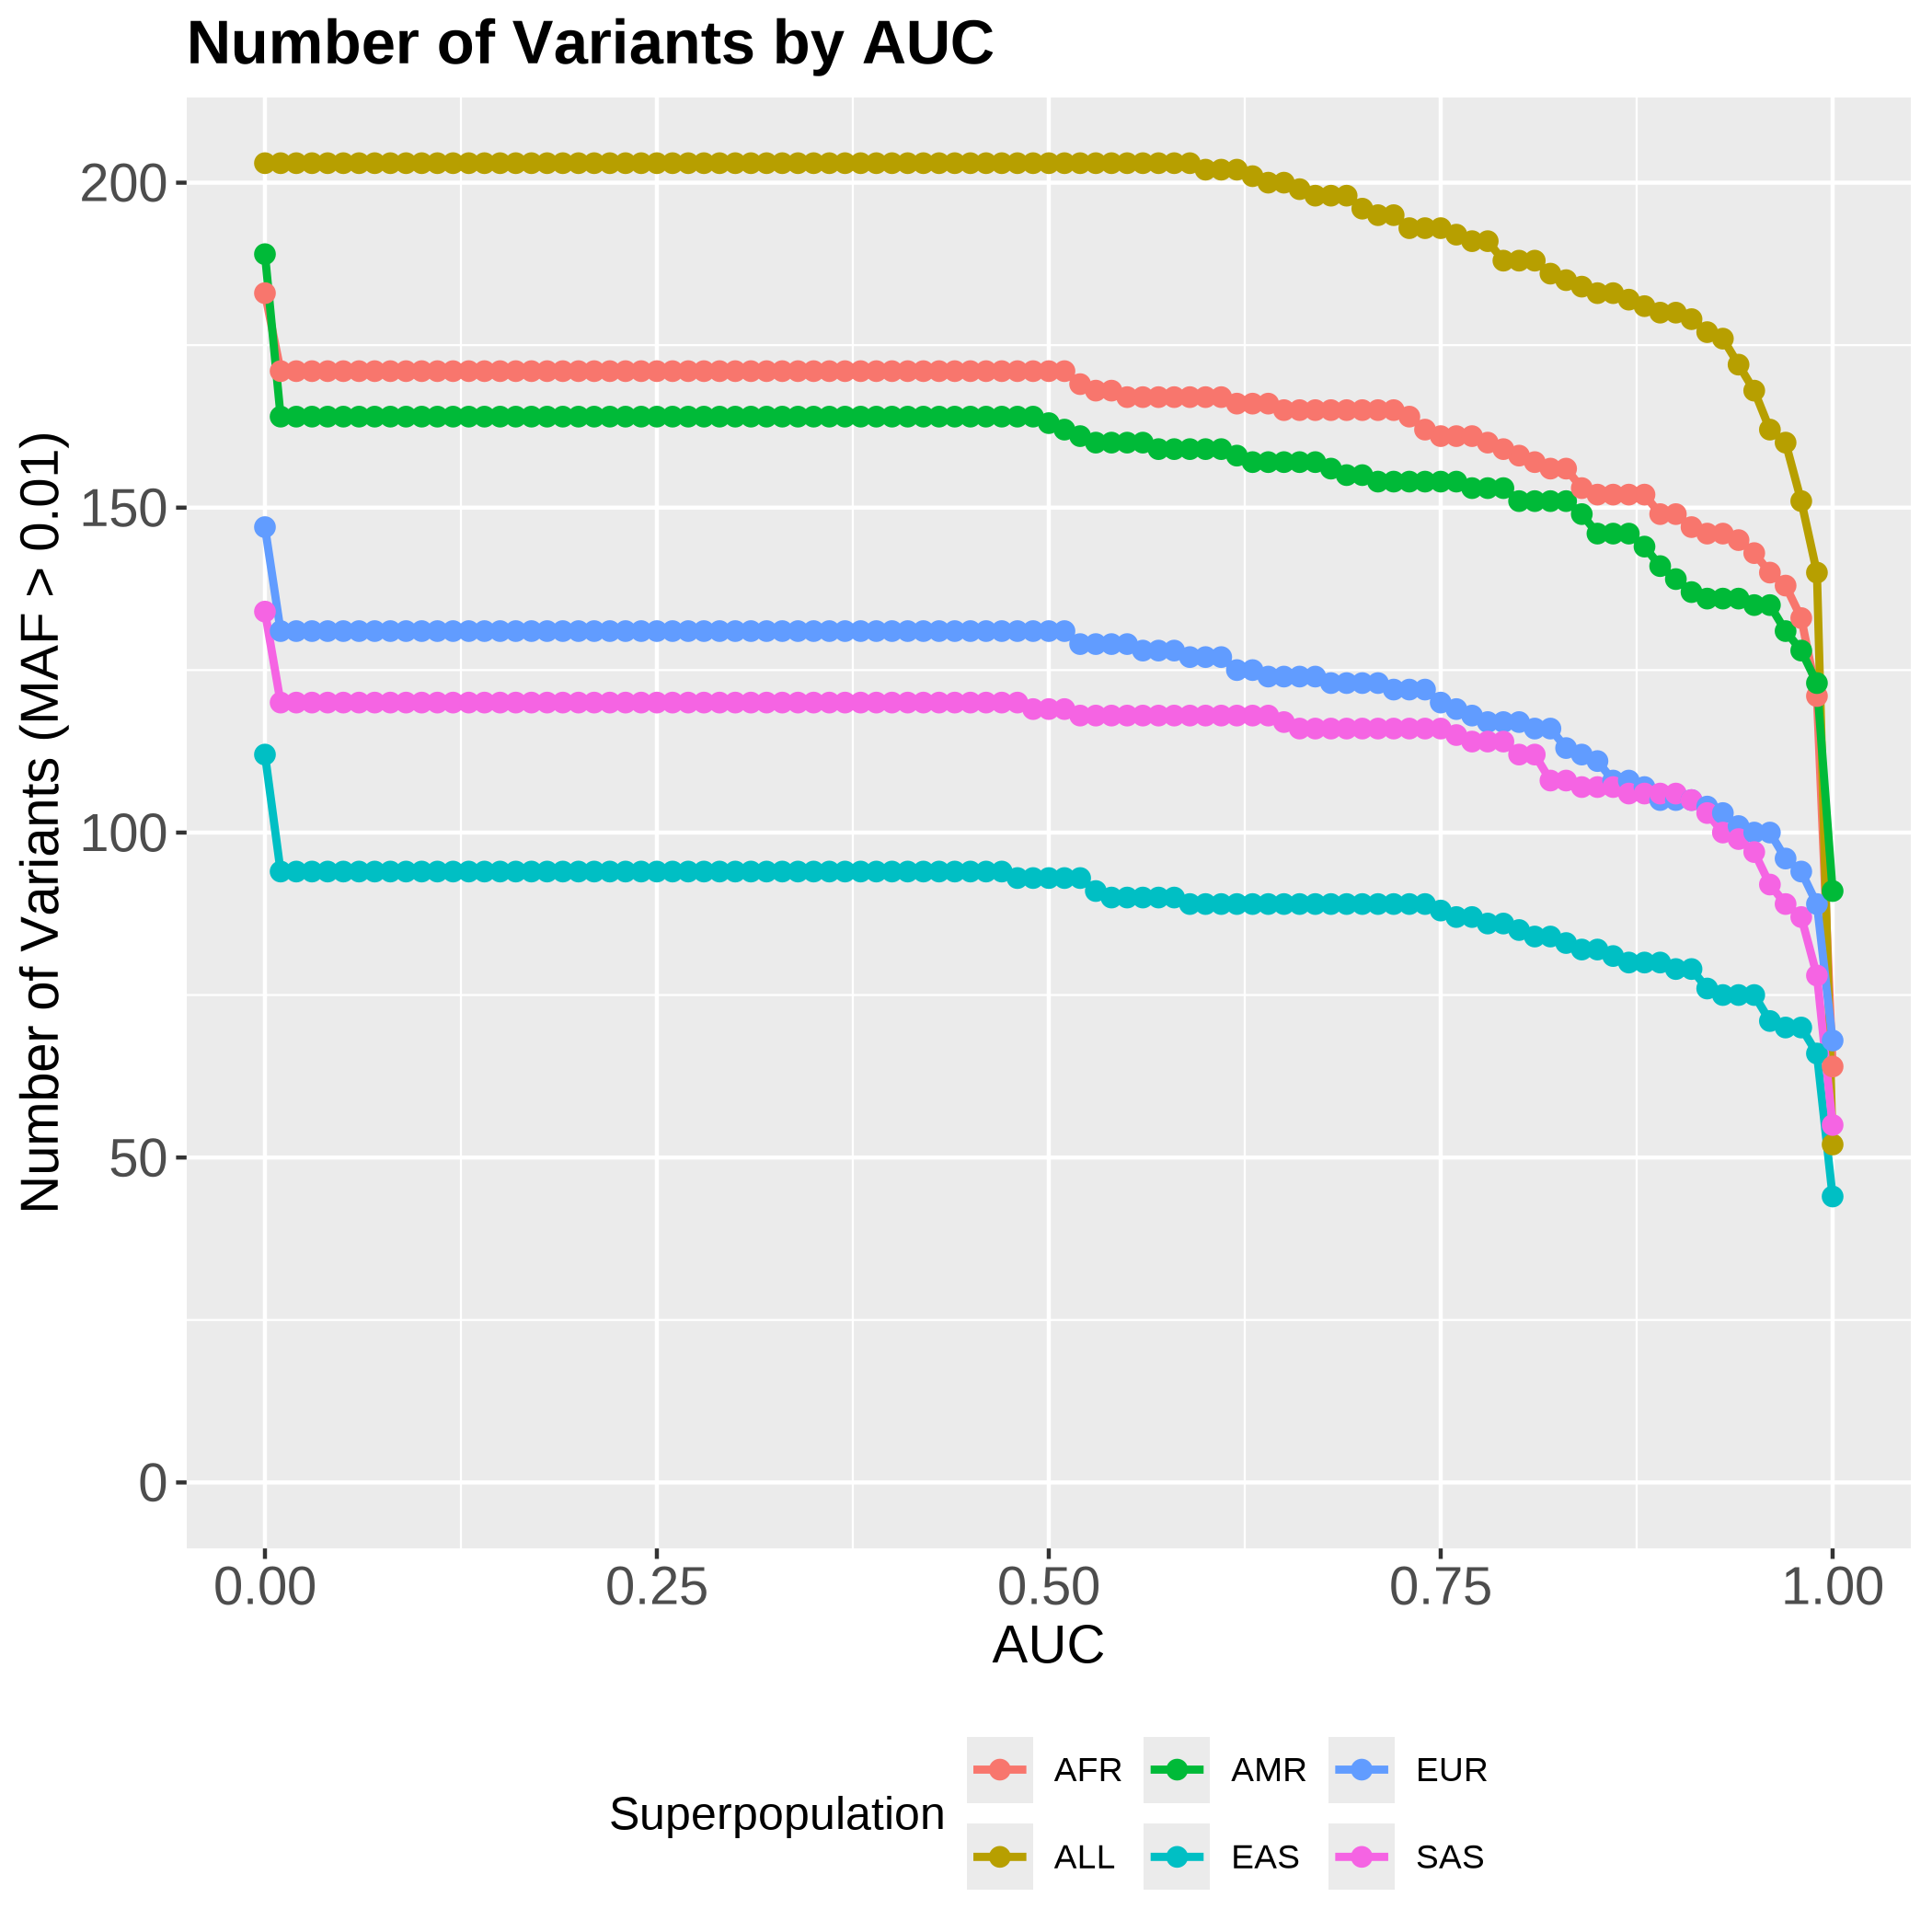 Number of Variants by AUC
Number of Variants (MAF > 0.01)
200
150
100
50
0
0.00 0.25 0.50 0.75 1.00
AUC
Superpopulation
AFR AMR EUR
ALL EAS SAS